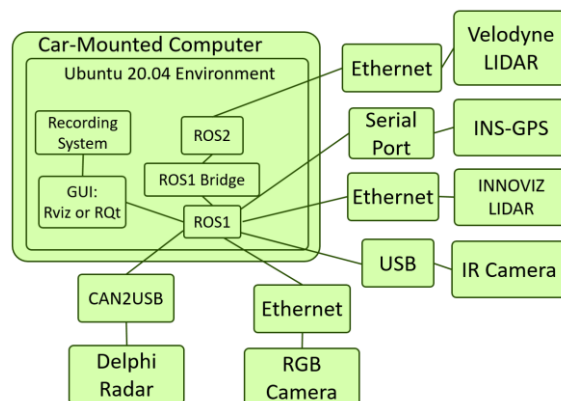 Car-Mounted Computer
Ubuntu 20.04 Environment
Recording
System
GUI:
Rviz or RQt
ROS2
ROS1 Bridge
ROS1
Ethernet
Velodyne
LIDAR
Serial
Port
INS-GPS
Ethernet
INNOVIZ
LIDAR
USB
IR Camera
CAN2USB
Delphi
Radar
Ethernet
RGB
Camera